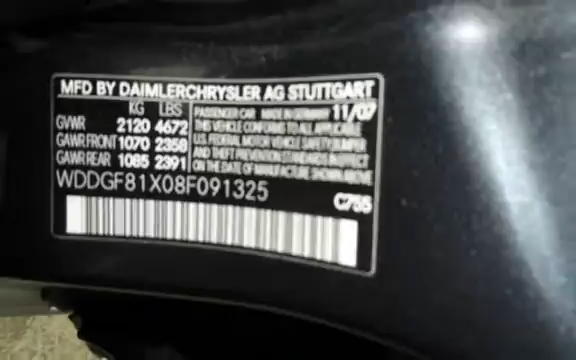 MFD BY DAIMLERCHRYSLER AG STUTTGART
KG LBS
GVWR 2120 4672
GAWR FRONT 1070 2358
GAWR REAR 1085 2391
PASSENGER CAR MADE IN GERMANY 11/07
THIS VEHICLE CONFORMS TO ALL APPLICABLE
U.S. FEDERAL MOTOR VEHICLE SAFETY, BUMPER
AND THEFT PREVENTION STANDARDS IN EFFECT
ON THE DATE OF MANUFACTURE SHOWN ABOVE
WDDGF81X08F091325
C755